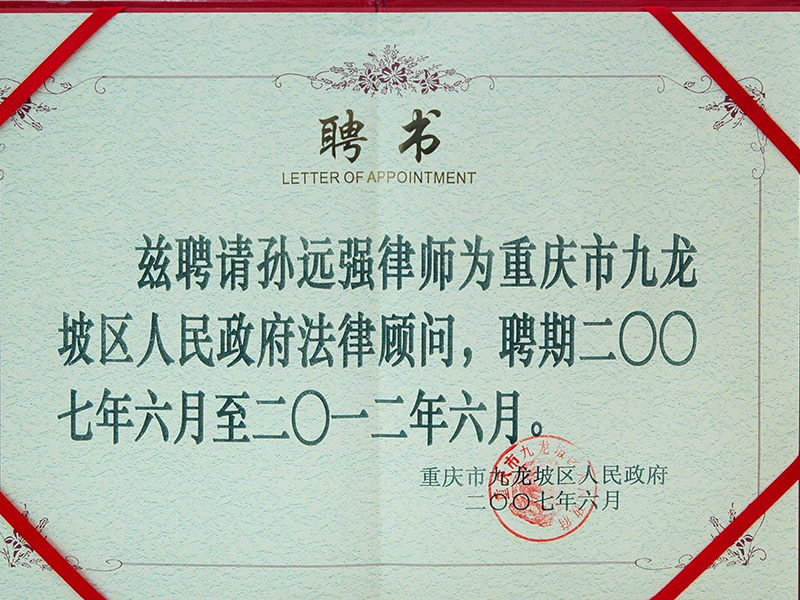 聘书
LETTER OF APPOINTMENT
兹聘请孙远强律师为重庆市九龙
坡区人民政府法律顾问，聘期二〇〇
七年六月至二〇一二年六月。
重庆市九龙坡区人民政府
二〇〇七年六月